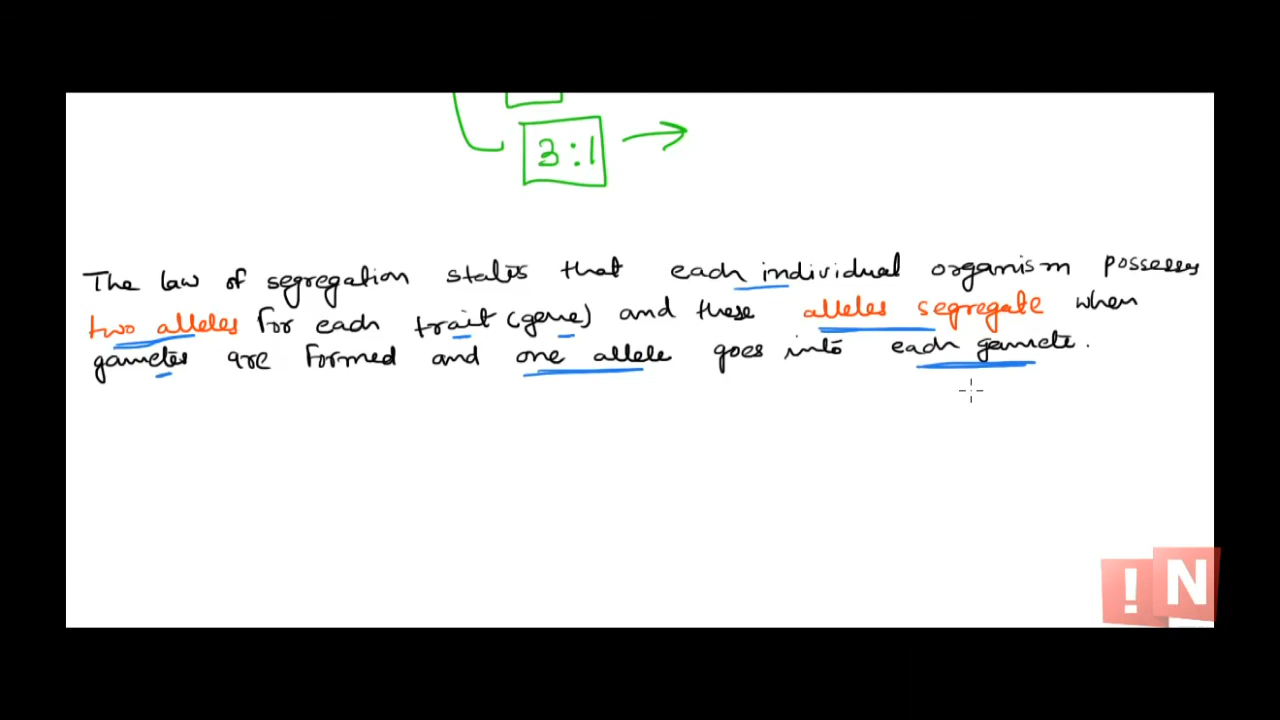 3:1
The law of segregation states that each individual organism possesses
two alleles for each trait (gene) and these alleles segregate when
gametes are formed and one allele goes into each gamete.
!N